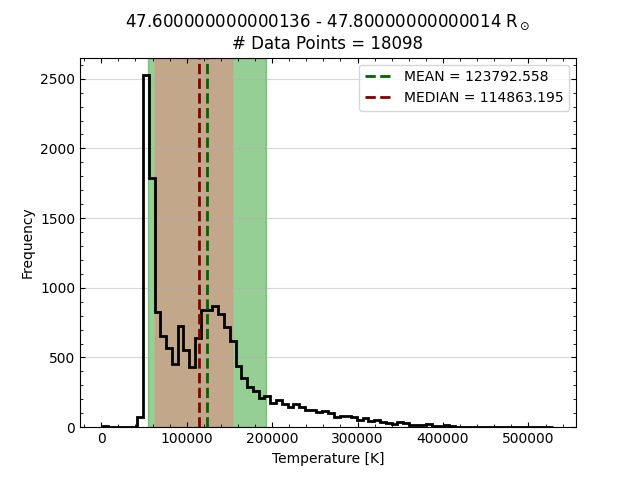 47.600000000000136 - 47.80000000000014 R⊙
# Data Points = 18098
MEAN = 123792.558
MEDIAN = 114863.195
2500
2000
1500
1000
500
0
Frequency
0 100000 200000 300000 400000 500000
Temperature [K]